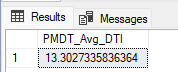 Results Messages
PMDT_Avg_DTI
1 13.3027335836364